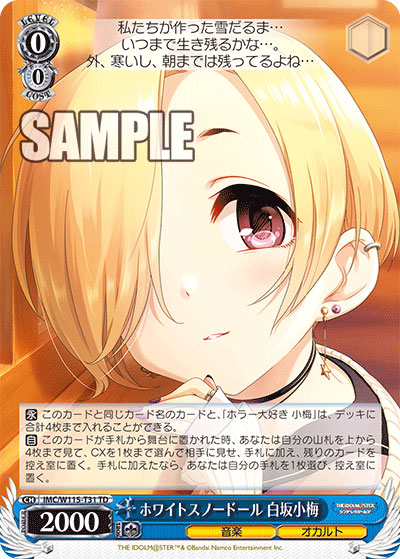 LEVEL
0
0
COST
私たちが作った雪だるま…
いつまで生き残るかな…。
外、寒いし、朝までは残ってるよね…
SAMPLE
永 このカードと同じカード名のカードと、「ホラー大好き 小梅」は、デッキに
合計4枚まで入れることができる。
自 このカードが手札から舞台に置かれた時、あなたは自分の山札を上から
4枚まで見て、CXを1枚まで選んで相手に見せ、手札に加え、残りのカードを
控え室に置く。手札に加えたなら、あなたは自分の手札を1枚選び、控え室に
置く。
CH IMC/W115-T31 TD
2000
ホワイトスノードール 白坂小梅
音楽
オカルト
THE IDOLM@STER™& ©Bandai Namco Entertainment Inc.